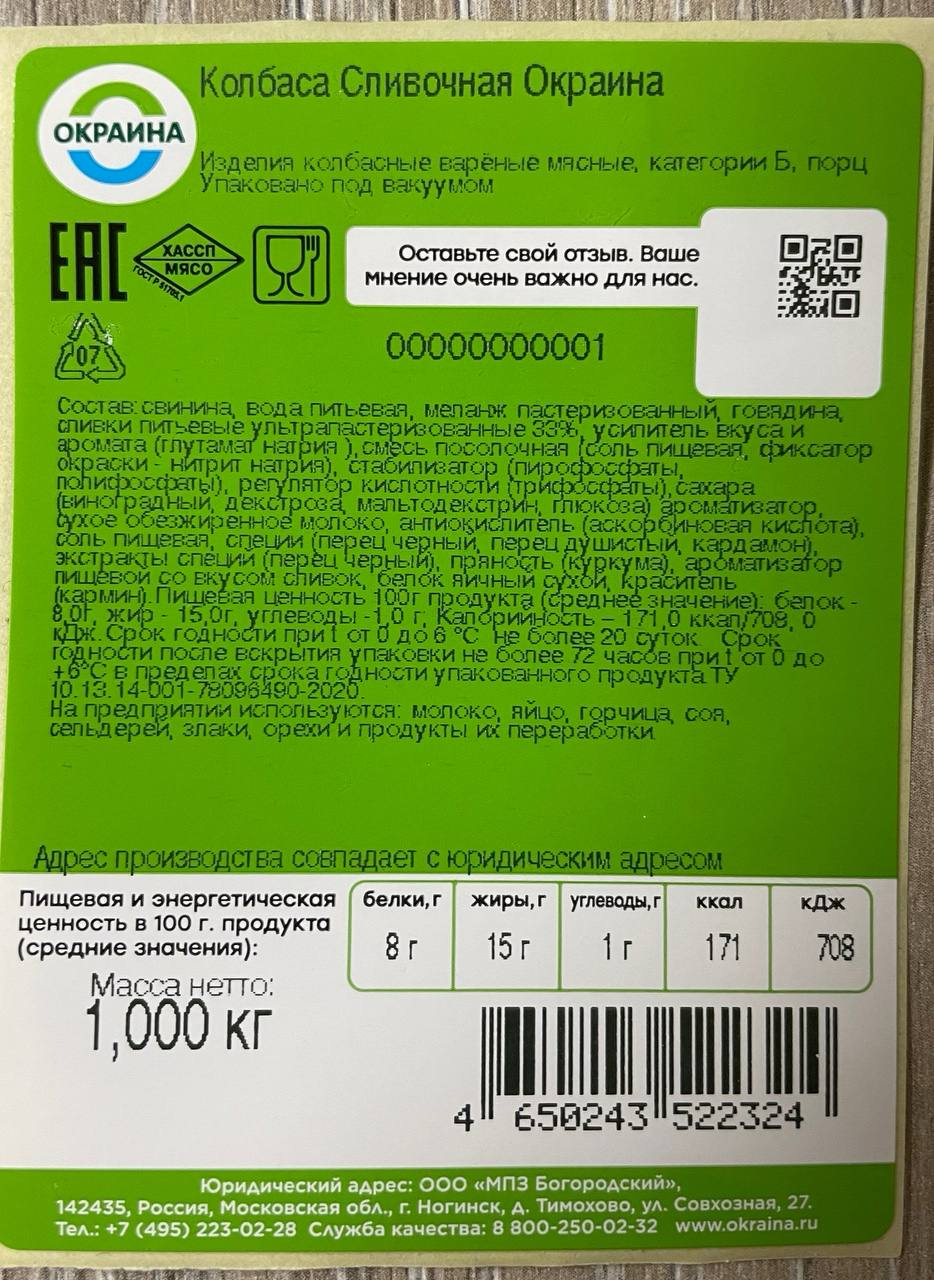 Колбаса Сливочная Окраина
ОКРАИНА
Изделия колбасные варёные мясные, категории Б, порц
Упаковано под вакуумом
ЕАС
ХАССП
МЯСО
ГОСТ Р 51705.1
Оставьте свой отзыв. Ваше
мнение очень важно для нас.
07
00000000001
Состав: свинина, вода питьевая, меланж пастеризованный, говядина,
сливки питьевые ультрапастеризованные 33%, усилитель вкуса и
аромата (глутамат натрия ), смесь посолочная (соль пищевая, фиксатор
окраски - нитрит натрия), стабилизатор (пирофосфаты,
полифосфаты), регулятор кислотности (трифосфаты), сахара
(виноградный, декстроза, мальтодекстрин, глюкоза) ароматизатор,
сухое обезжиренное молоко, антиокислитель (аскорбиновая кислота),
соль пищевая, специи (перец черный, перец душистый, кардамон),
экстракты специй (перец черный), пряность (куркума), ароматизатор
пищевой со вкусом сливок, белок яичный сухой, краситель
(кармин). Пищевая ценность 100г продукта (среднее значение): белок -
8,0г, жир - 15,0г, углеводы -1,0 г. Калорийность – 171,0 ккал/708, 0
кДж. Срок годности при t от 0 до 6 °С не более 20 суток. Срок
годности после вскрытия упаковки не более 72 часов при t от 0 до
+6°С в пределах срока годности упакованного продукта.ТУ
10.13.14-001-78096490-2020.
На предприятии используются: молоко, яйцо, горчица, соя,
сельдерей, злаки, орехи и продукты их переработки.
Адрес производства совпадает с юридическим адресом
Пищевая и энергетическая
ценность в 100 г. продукта
(средние значения):
белки,г жиры,г углеводы,г ккал кДж
8 г 15 г 1 г 171 708
Масса нетто:
1,000 кг
4 650243 522324
Юридический адрес: ООО «МПЗ Богородский»,
142435, Россия, Московская обл., г. Ногинск, д. Тимохово, ул. Совхозная, 27.
Тел.: +7 (495) 223-02-28 Служба качества: 8 800-250-02-32 www.okraina.ru